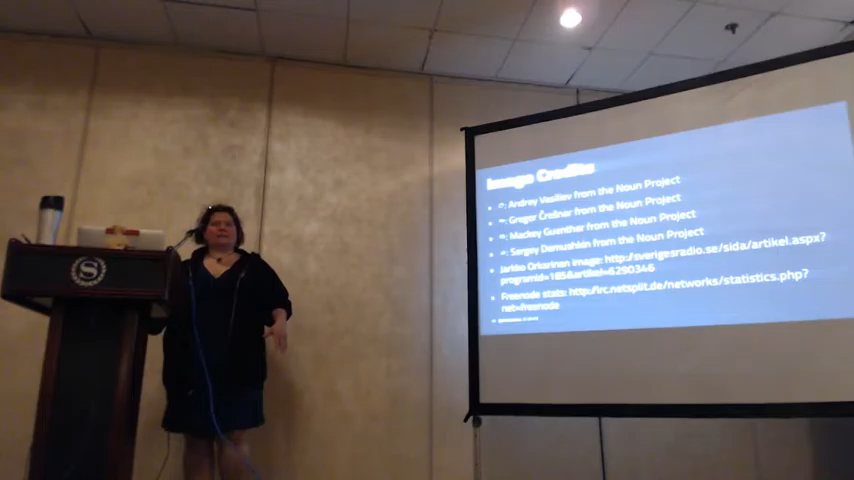 Image Credits
: Andrey Vasiliev from the Noun Project
: Gregor Črešnar from the Noun Project
: Mackey Guenther from the Noun Project
: Sergey Demushkin from the Noun Project
Jarkko Oikarinen image: http://sverigesradio.se/sida/artikel.aspx?
programid=185&artikel=6290346
Freenode stats: http://irc.netsplit.de/networks/statistics.php?
net=freenode
S